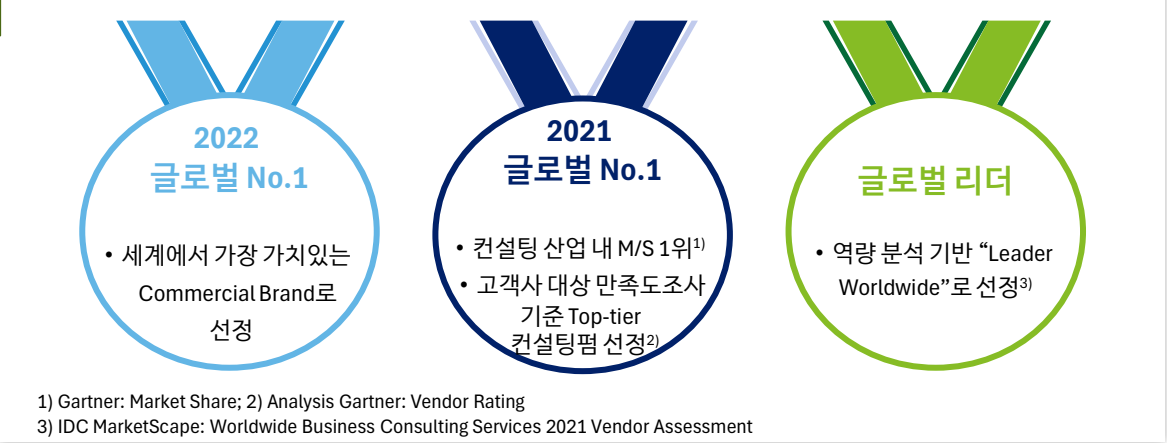 2022
글로벌 No.1
• 세계에서 가장 가치있는
Commercial Brand로
선정
2021
글로벌 No.1
• 컨설팅 산업 내 M/S 1위1)
• 고객사 대상 만족도조사
기준 Top-tier
컨설팅펌 선정2)
글로벌 리더
• 역량 분석 기반 “Leader
Worldwide”로 선정3)
1) Gartner: Market Share; 2) Analysis Gartner: Vendor Rating
3) IDC MarketScape: Worldwide Business Consulting Services 2021 Vendor Assessment